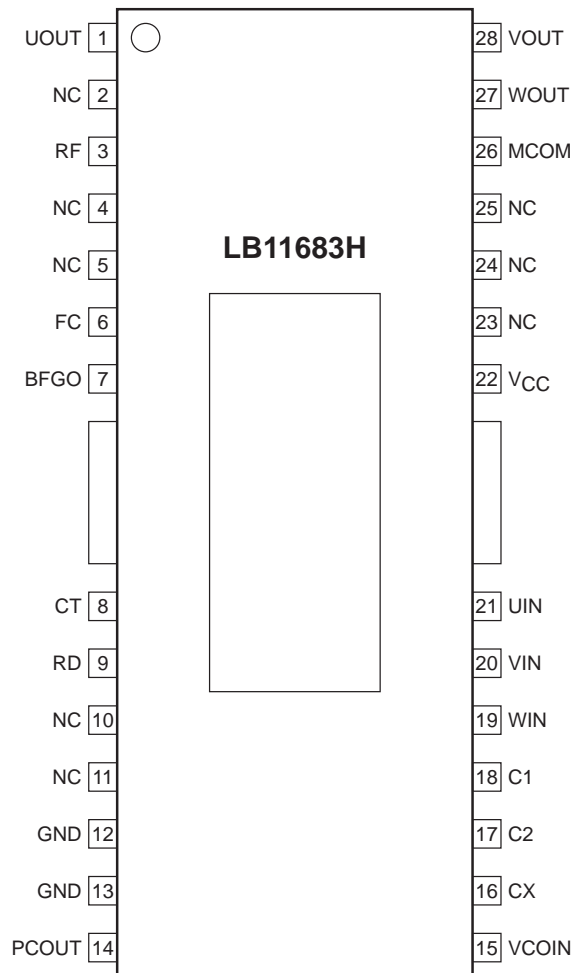 UOUT 1 28 VOUT
NC 2 27 WOUT
RF 3 26 MCOM
NC 4 25 NC
LB11683H
NC 5 24 NC
FC 6 23 NC
BFGO 7 22 VCC
CT 8 21 UIN
RD 9 20 VIN
NC 10 19 WIN
NC 11 18 C1
GND 12 17 C2
GND 13 16 CX
PCOUT 14 15 VCOIN